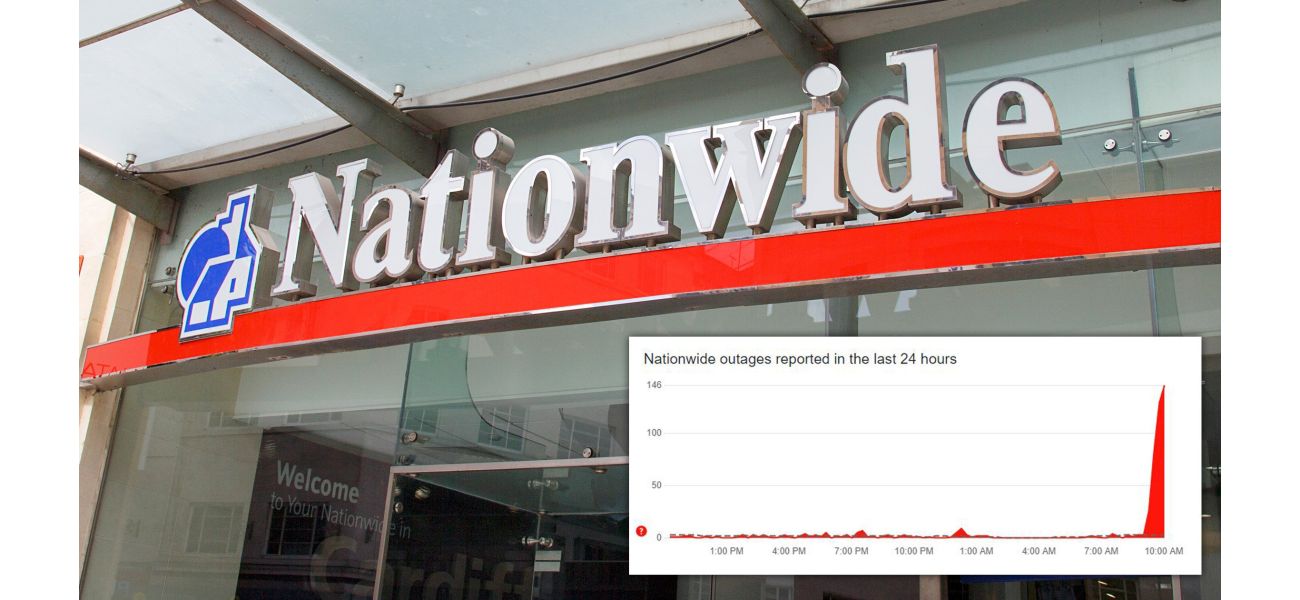 Nationwide
ATM
Welcome
to Your Nationwide in
Cardiff
Nationwide outages reported in the last 24 hours
146
100
50
?
0
1:00 PM 4:00 PM 7:00 PM 10:00 PM 1:00 AM 4:00 AM 7:00 AM 10:00 AM